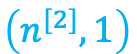 (n^[2], 1)